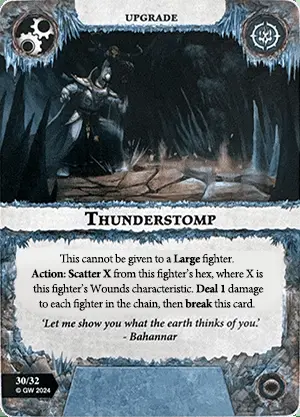 UPGRADE
THUNDERSTOMP
This cannot be given to a Large fighter.
Action: Scatter X from this fighter's hex, where X is
this fighter's Wounds characteristic. Deal 1 damage
to each fighter in the chain, then break this card.
'Let me show you what the earth thinks of you.'
- Bahannar
30/32
© GW 2024